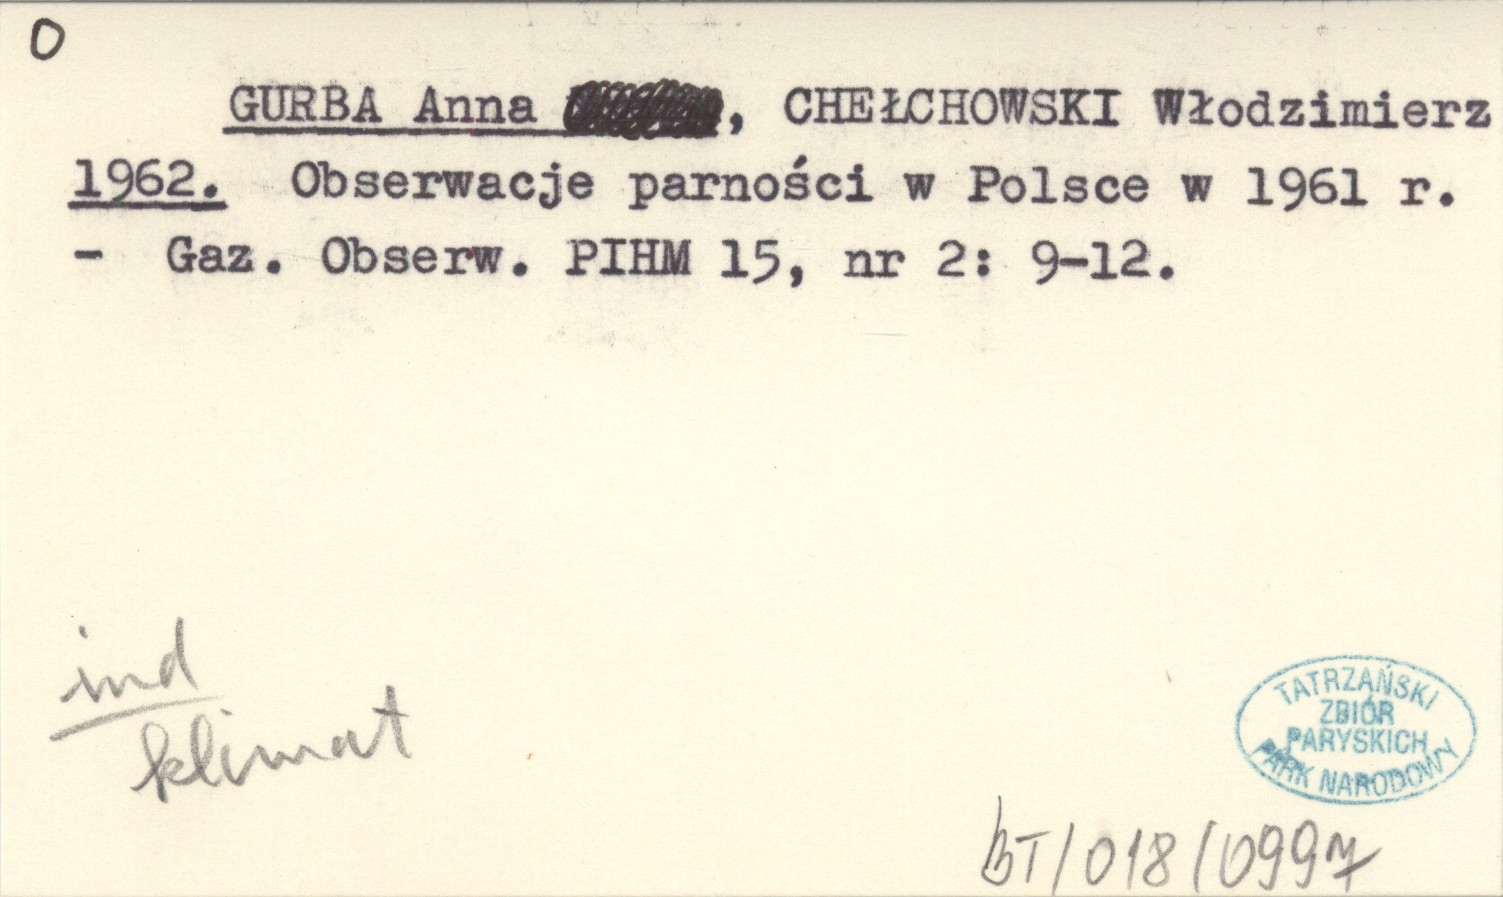 O
GURBA Anna , CHEŁCHOWSKI Włodzimierz
1962. Obserwacje parności w Polsce w 1961 r.
- Gaz. Obserw. PIHM 15, nr 2: 9-12.
ind
klimat
TATRZAŃSKI
ZBIÓR
PARYSKICH
PARK NARODOWY
BT/018/0997